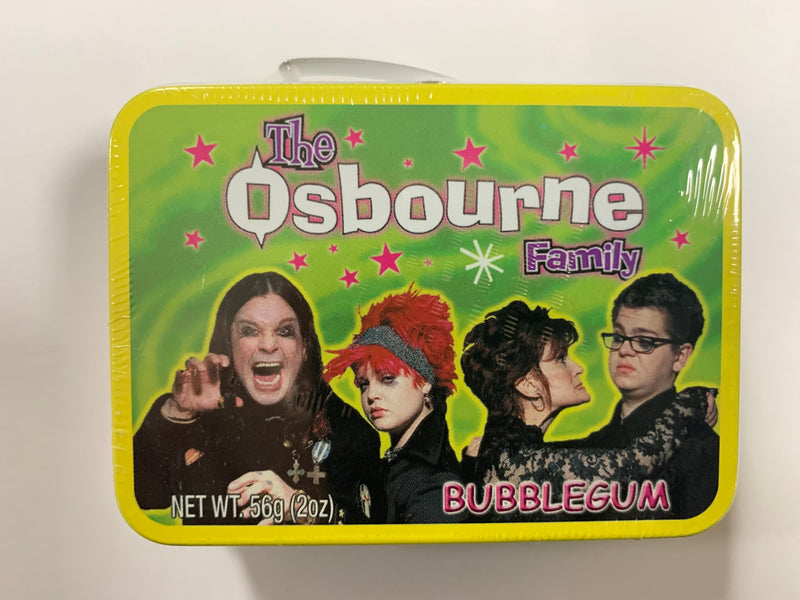 The
Osbourne
Family
NET WT. 56g (2oz)
BUBBLEGUM